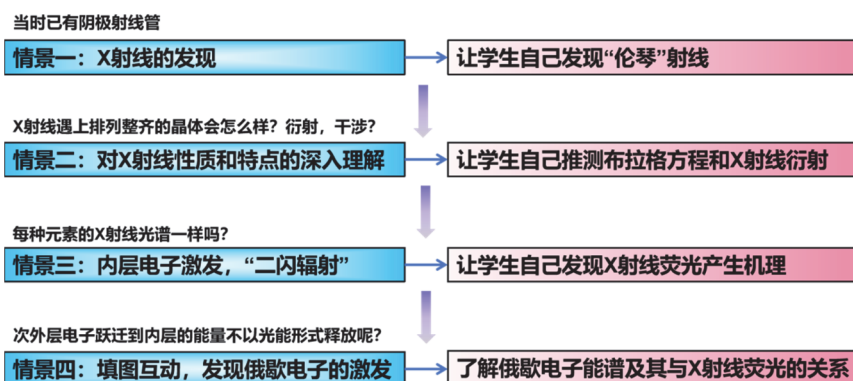 当时已有阴极射线管
情景一：X射线的发现
让学生自己发现“伦琴”射线
X射线遇上排列整齐的晶体会怎么样？衍射，干涉？
情景二：对X射线性质和特点的深入理解
让学生自己推测布拉格方程和X射线衍射
每种元素的X射线光谱一样吗？
情景三：内层电子激发，“二闪辐射”
让学生自己发现X射线荧光产生机理
次外层电子跃迁到内层的能量不以光能形式释放呢？
情景四：填图互动，发现俄歇电子的激发
了解俄歇电子能谱及其与X射线荧光的关系